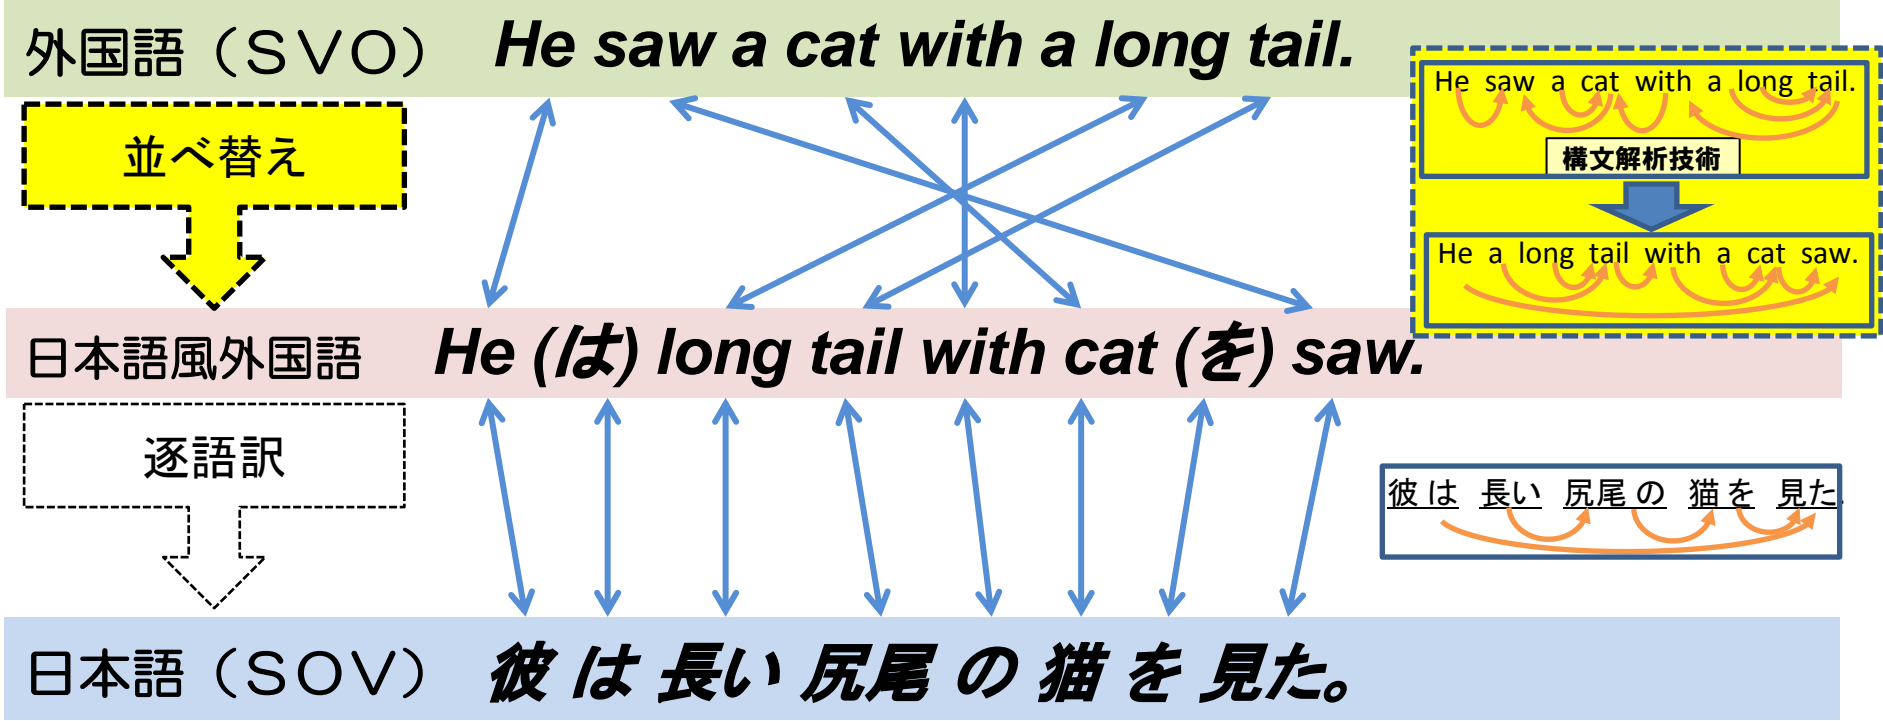 外国語（ＳＶＯ） He saw a cat with a long tail.
He saw a cat with a long tail.
並べ替え
構文解析技術
He a long tail with a cat saw.
日本語風外国語 He (は) long tail with cat (を) saw.
逐語訳
彼 は 長い 尻尾 の 猫 を 見た.
日本語（ＳＯＶ） 彼 は 長い 尻尾 の 猫 を 見た。